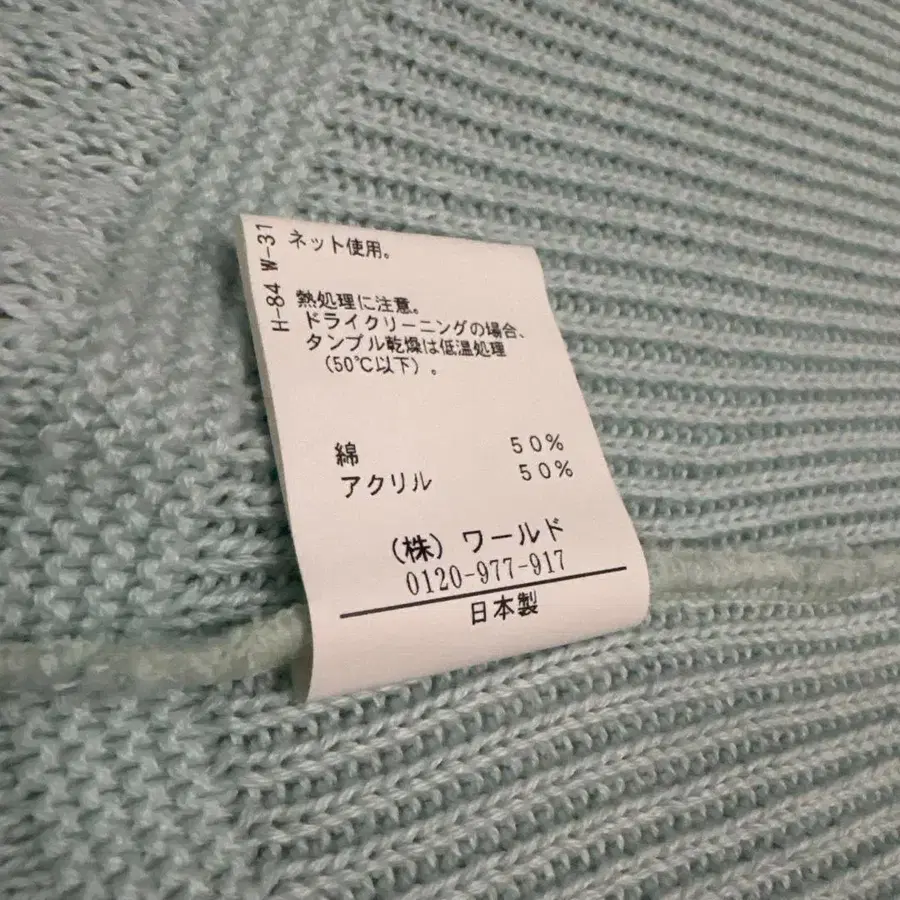 H-84 W-31
ネット使用。
熱処理に注意。
ドライクリーニングの場合、
タンブル乾燥は低温処理
（50℃以下）。
綿 50%
アクリル 50%
（株）ワールド
0120-977-917
日本製